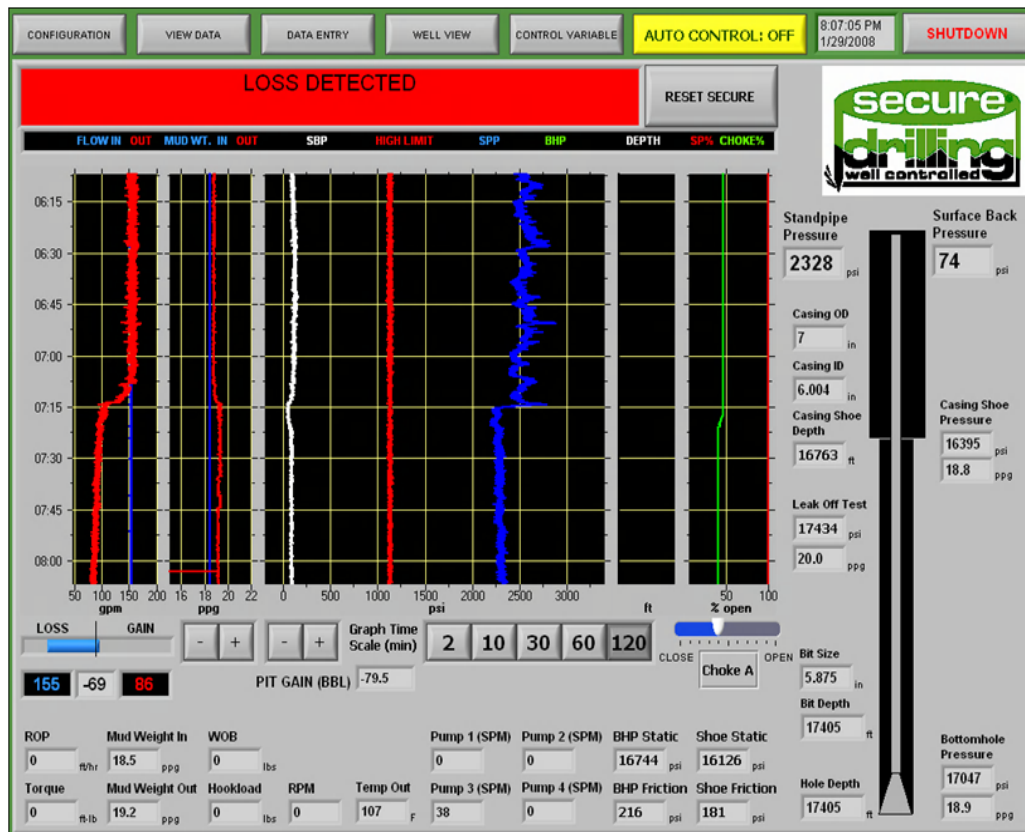 CONFIGURATION VIEW DATA DATA ENTRY WELL VIEW CONTROL VARIABLE AUTO CONTROL: OFF 8:07:05 PM SHUTDOWN
1/29/2008
LOSS DETECTED RESET SECURE
secure
drilling
well controlled
FLOW IN OUT MUD WT. IN OUT SBP HIGH LIMIT SPP BHP DEPTH SP% CHOKE%
06:15
06:30
06:45
07:00
07:15
07:30
07:45
08:00
50 100 150 200 16 18 20 22 0 500 1000 1500 2000 2500 3000 50 100
gpm ppg psi ft % open
Standpipe Pressure
2328 psi
Surface Back Pressure
74 psi
Casing OD
7 in
Casing ID
6.004 in
Casing Shoe Depth
16763 ft
Casing Shoe Pressure
16395 psi
18.8 ppg
Leak Off Test
17434 psi
20.0 ppg
LOSS GAIN
- + - +
Graph Time Scale (min)
2 10 30 60 120
CLOSE OPEN
Choke A
155 -69 86
PIT GAIN (BBL) -79.5
Bit Size
5.875 in
Bit Depth
17405 ft
ROP Mud Weight In WOB Pump 1 (SPM) Pump 2 (SPM) BHP Static Shoe Static
0 ft/hr 18.5 ppg 0 lbs 0 0 16744 psi 16126 psi
Torque Mud Weight Out Hookload RPM Temp Out Pump 3 (SPM) Pump 4 (SPM) BHP Friction Shoe Friction
0 ft-lb 19.2 ppg 0 lbs 0 107 F 38 0 216 psi 181 psi
Hole Depth
17405 ft
Bottomhole Pressure
17047 psi
18.9 ppg